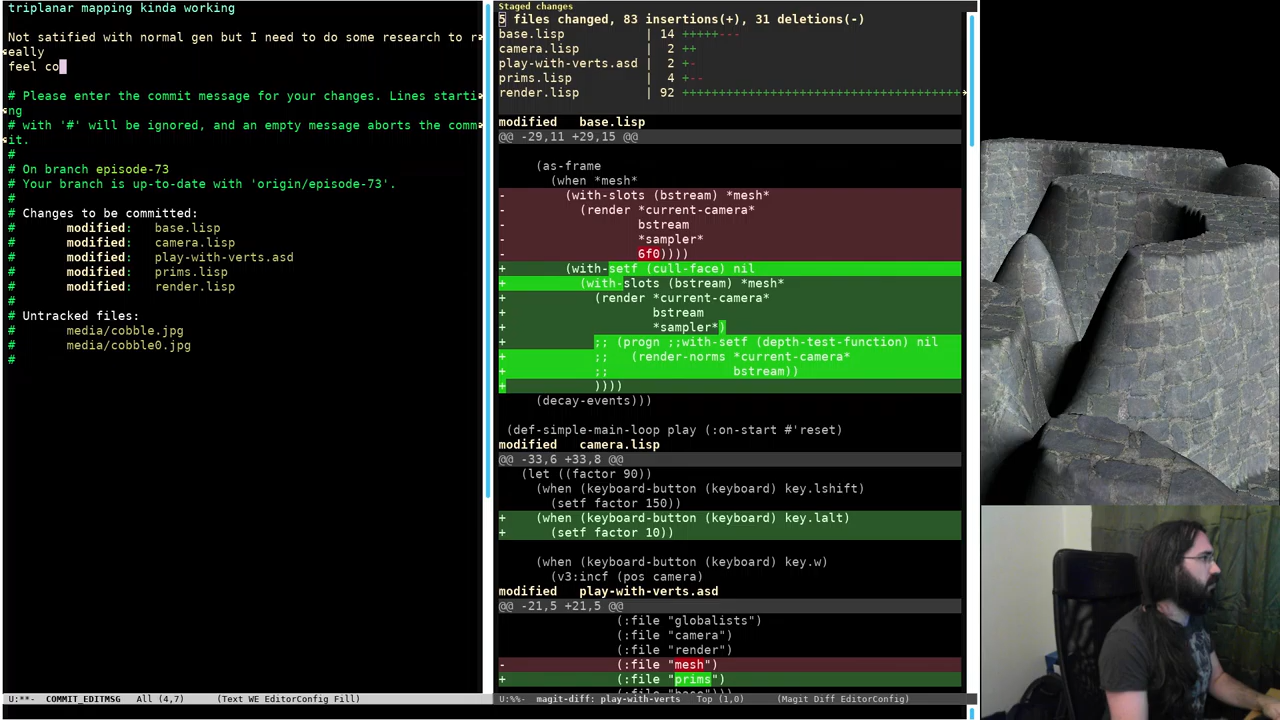 triplanar mapping kinda working
Not satified with normal gen but I need to do some research to r
eally
feel co
# Please enter the commit message for your changes. Lines starti
ng
# with '#' will be ignored, and an empty message aborts the comm
it.
#
# On branch episode-73
# Your branch is up-to-date with 'origin/episode-73'.
#
# Changes to be committed:
#       modified:   base.lisp
#       modified:   camera.lisp
#       modified:   play-with-verts.asd
#       modified:   prims.lisp
#       modified:   render.lisp
#
# Untracked files:
#       media/cobble.jpg
#       media/cobble0.jpg
#
U:**-  COMMIT_EDITMSG   All (4,7)      (Text WE EditorConfig Fill)
Staged changes
5 files changed, 83 insertions(+), 31 deletions(-)
base.lisp           | 14 +++++---
camera.lisp         |  2 ++
play-with-verts.asd |  2 +-
prims.lisp          |  4 +--
render.lisp         | 92 ++++++++++++++++++++++++++++++++++++++
modified   base.lisp
@@ -29,11 +29,15 @@
(as-frame
(when *mesh*
-        (with-slots (bstream) *mesh*
-          (render *current-camera*
-                  bstream
-                  *sampler*
-                  6f0))))
+        (with-setf (cull-face) nil
+          (with-slots (bstream) *mesh*
+            (render *current-camera*
+                    bstream
+                    *sampler*)
+            ;; (progn ;;with-setf (depth-test-function) nil
+            ;;   (render-norms *current-camera*
+            ;;                 bstream))
+            ))))
(decay-events)))
(def-simple-main-loop play (:on-start #'reset)
modified   camera.lisp
@@ -33,6 +33,8 @@
(let ((factor 90))
(when (keyboard-button (keyboard) key.lshift)
(setf factor 150))
+    (when (keyboard-button (keyboard) key.lalt)
+      (setf factor 10))
(when (keyboard-button (keyboard) key.w)
(v3:incf (pos camera)
modified   play-with-verts.asd
@@ -21,5 +21,5 @@
(:file "globalists")
(:file "camera")
(:file "render")
-               (:file "mesh")
+               (:file "prims")
U:%%-  magit-diff: play-with-verts   Top (1,0)      (Magit Diff EditorConfig)